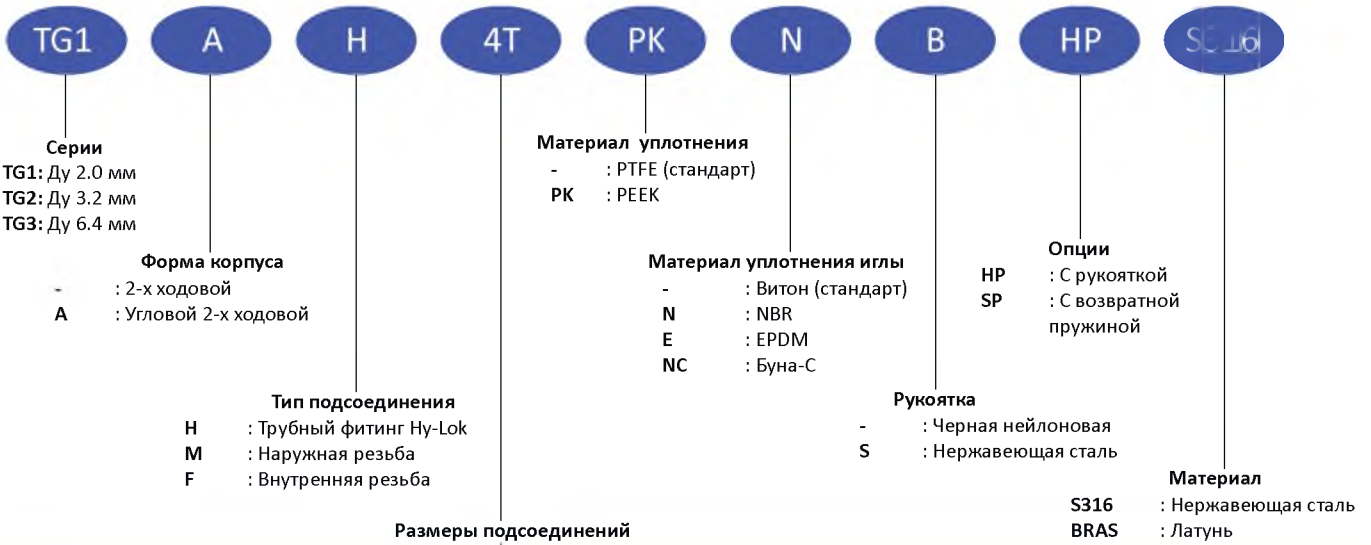 TG1 A H 4T PK N B HP
Серии
TG1: Ду 2.0 мм
TG2: Ду 3.2 мм
TG3: Ду 6.4 мм
Форма корпуса
- : 2-х ходовой
A : Угловой 2-х ходовой
Тип подсоединения
H : Трубный фитинг Hy-Lok
M : Наружная резьба
F : Внутренняя резьба
Размеры подсоединений
Материал уплотнения
- : PTFE (стандарт)
PK : PEEK
Материал уплотнения иглы
- : Витон (стандарт)
N : NBR
E : EPDM
NC : Буна-С
Рукоятка
- : Черная нейлоновая
S : Нержавеющая сталь
Опции
HP : С рукояткой
SP : С возвратной
пружиной
Материал
S316 : Нержавеющая сталь
BRAS : Латунь